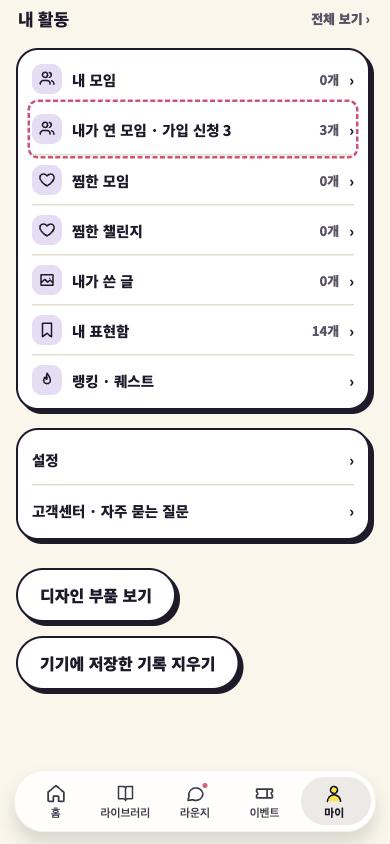 내 활동 전체 보기 ›
내 모임 0개 ›
내가 연 모임 · 가입 신청 3 3개 ›
찜한 모임 0개 ›
찜한 챌린지 0개 ›
내가 쓴 글 0개 ›
내 표현함 14개 ›
랭킹 · 퀘스트 ›
설정 ›
고객센터 · 자주 묻는 질문 ›
디자인 부품 보기
기기에 저장한 기록 지우기
홈 라이브러리 라운지 이벤트 마이